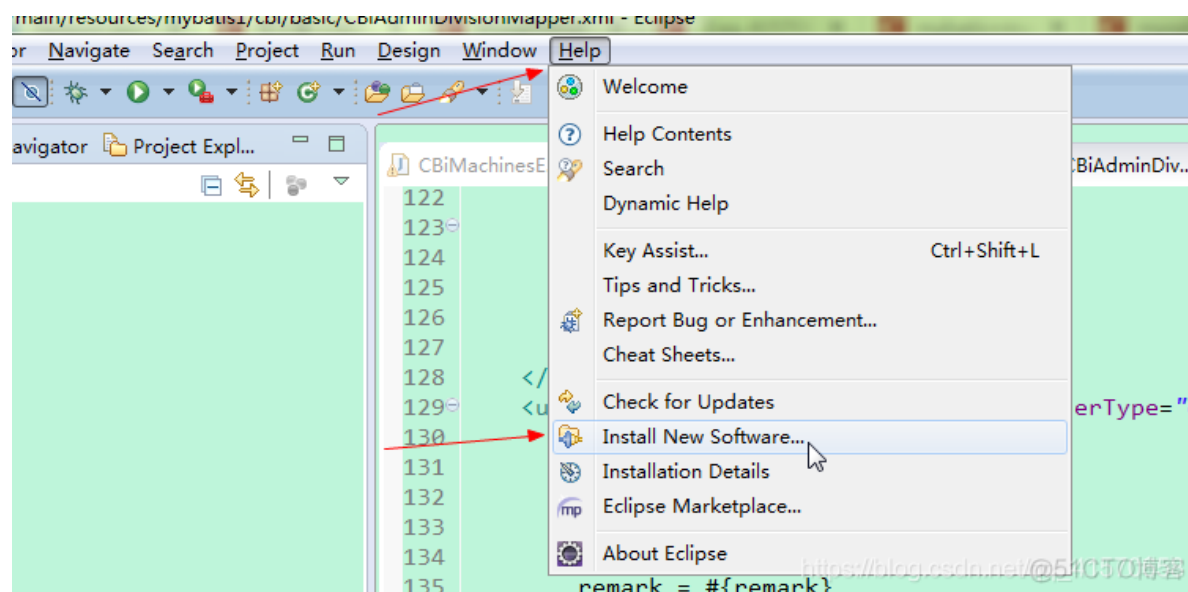 main/resources/mybatis1/cbi/basic/CBiAdminDivisionMapper.xml - Eclipse
or Navigate Search Project Run Design Window Help
Welcome
avigator Project Expl...
Help Contents
CBiMachinesE
Search
CBiAdminDiv...
122
Dynamic Help
123
124
Key Assist... Ctrl+Shift+L
125
Tips and Tricks...
126
Report Bug or Enhancement...
127
Cheat Sheets...
128 </
129 <u
Check for Updates
erType="
130
Install New Software...
131
Installation Details
132
mp Eclipse Marketplace...
133
134
About Eclipse
https://blog.csdn.net/
@51CTO博客
135 remark = #{remark}